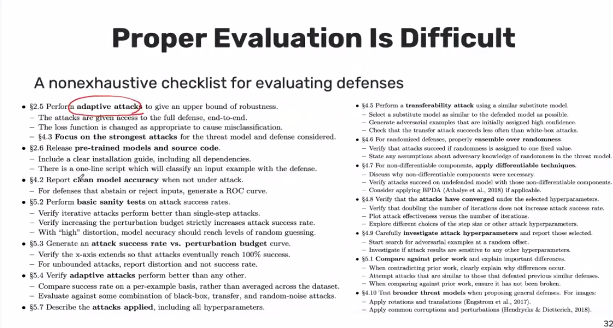 Proper Evaluation Is Difficult
A nonexhaustive checklist for evaluating defenses
• §2.5 Perform adaptive attacks to give an upper bound of robustness.
– The attacks are given access to the full defense, end-to-end.
– The loss function is changed as appropriate to cause misclassification.
– §4.3 Focus on the strongest attacks for the threat model and defense considered.
• §2.6 Release pre-trained models and source code.
– Include a clear installation guide, including all dependencies.
– There is a one-line script which will classify an input example with the defense.
• §4.2 Report clean model accuracy when not under attack.
– For defenses that abstain or reject inputs, generate a ROC curve.
• §5.2 Perform basic sanity tests on attack success rates.
– Verify iterative attacks perform better than single-step attacks.
– Verify increasing the perturbation budget strictly increases attack success rate.
– With "high" distortion, model accuracy should reach levels of random guessing.
• §5.3 Generate an attack success rate vs. perturbation budget curve.
– Verify the x-axis extends so that attacks eventually reach 100% success.
– For unbounded attacks, report distortion and not success rate.
• §5.4 Verify adaptive attacks perform better than any other.
– Compare success rate on a per-example basis, rather than averaged across the dataset.
– Evaluate against some combination of black-box, transfer, and random-noise attacks.
• §5.7 Describe the attacks applied, including all hyperparameters.
• §4.5 Perform a transferability attack using a similar substitute model.
– Select a substitute model as similar to the defended model as possible.
– Generate adversarial examples that are initially assigned high confidence.
– Check that the transfer attack succeeds less often than white-box attacks.
• §4.6 For randomized defenses, properly ensemble over randomness.
– Verify that attacks succeed if randomness is assigned to one fixed value.
– State any assumptions about adversary knowledge of randomness in the threat model.
• §4.7 For non-differentiable components, apply differentiable techniques.
– Discuss why non-differentiable components were necessary.
– Verify attacks succeed on undefended model with those non-differentiable components.
– Consider applying BPDA (Athalye et al., 2018) if applicable.
• §4.8 Verify that the attacks have converged under the selected hyperparameters.
– Verify that doubling the number of iterations does not increase attack success rate.
– Plot attack effectiveness versus the number of iterations.
– Explore different choices of the step size or other attack hyperparameters.
• §4.9 Carefully investigate attack hyperparameters and report those selected.
– Start search for adversarial examples at a random offset.
– Investigate if attack results are sensitive to any other hyperparameters.
• §5.1 Compare against prior work and explain important differences.
– When contradicting prior work, clearly explain why differences occur.
– Attempt attacks that are similar to those that defeated previous similar defenses.
– When comparing against prior work, ensure it has not been broken.
• §4.10 Test broader threat models when proposing general defenses. For images:
– Apply rotations and translations (Engstrom et al., 2017).
– Apply common corruptions and perturbations (Hendrycks & Dietterich, 2018).
32